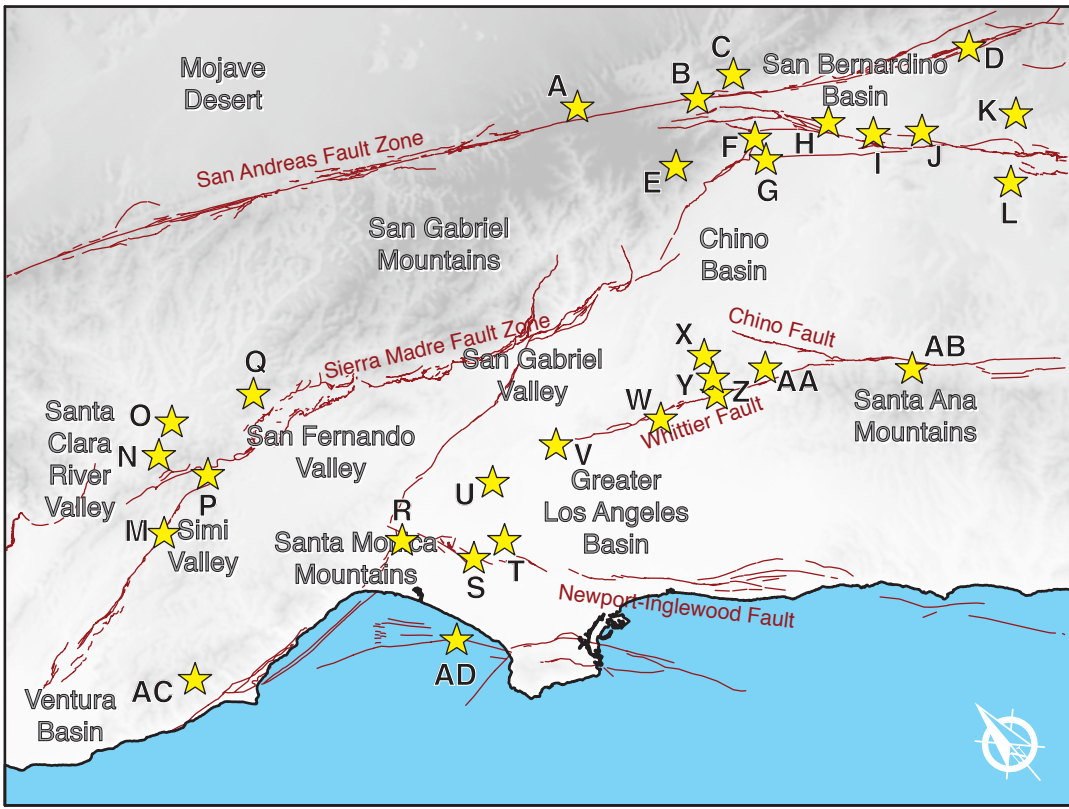 C
D
San Bernardino
Basin
Mojave
Desert
A
B
K
San Andreas Fault Zone
F
H
I
J
E
G
L
San Gabriel
Mountains
Chino
Basin
Chino Fault
Sierra Madre Fault Zone
X
AB
San Gabriel
Valley
Q
Y
Z
AA
Santa Ana
Mountains
W
Whittier Fault
Santa
Clara
River
Valley
O
N
San Fernando
Valley
V
P
U
Greater
Los Angeles
Basin
R
M
Simi
Valley
Santa Monica
Mountains
T
S
Newport-Inglewood Fault
AD
AC
Ventura
Basin